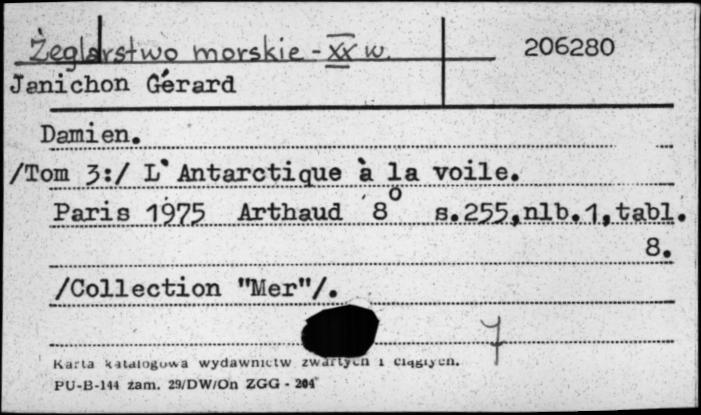 Żeglarstwo morskie - XX w.
206280
Janichon Gérard
Damien.
/Tom 3:/ L'Antarctique à la voile.
Paris 1975 Arthaud 8° s.255,nlb.1,tabl.
8.
/Collection "Mer"/.
Karta katalogowa wydawnictw zwartych i ciągłych.
PU-B-144 zam. 29/DW/On ZGG - 204